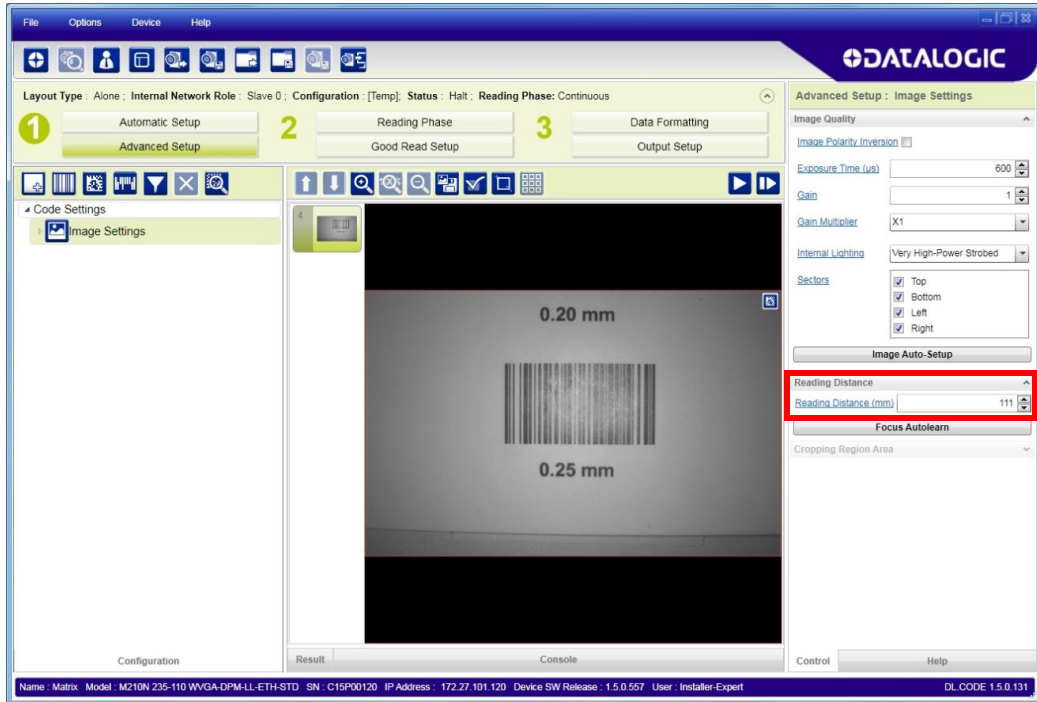 File Options Device Help
DATALOGIC
Layout Type : Alone ; Internal Network Role : Slave 0 ; Configuration : [Temp]; Status : Halt ; Reading Phase: Continuous
1 Automatic Setup
Advanced Setup
2 Reading Phase
Good Read Setup
3 Data Formatting
Output Setup
Code Settings
Image Settings
4
0.20 mm
0.25 mm
Configuration
Result Console
Advanced Setup : Image Settings
Image Quality
Image Polarity Inversion
Exposure Time (us) 600
Gain 1
Gain Multiplier X1
Internal Lighting Very High-Power Strobed
Sectors Top
Bottom
Left
Right
Image Auto-Setup
Reading Distance
Reading Distance (mm) 111
Focus Autolearn
Cropping Region Area
Control Help
Name : Matrix Model : M210N 235-110 WVGA-DPM-LL-ETH-STD SN : C15P00120 IP Address : 172.27.101.120 Device SW Release : 1.5.0.557 User : Installer-Expert DL.CODE 1.5.0.131